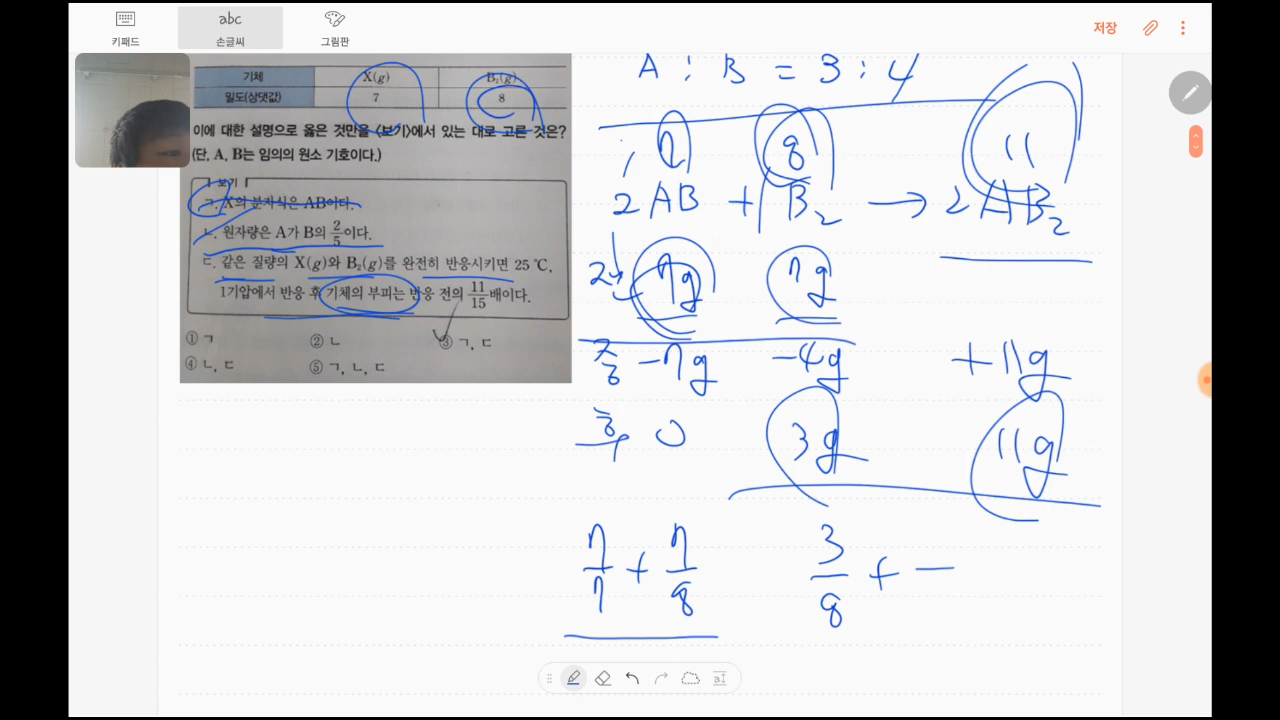 키패드
abc
손글씨
그림판
저장
기체 X(g) B₂(g)
밀도(상댓값) 7 8
이에 대한 설명으로 옳은 것만을 <보기>에서 있는 대로 고른 것은?
(단, A, B는 임의의 원소 기호이다.)
보기
ㄱ. X의 분자식은 AB이다.
ㄴ. 원자량은 A가 B의 2/5이다.
ㄷ. 같은 질량의 X(g)와 B₂(g)를 완전히 반응시키면 25 ℃,
1기압에서 반응 후 기체의 부피는 반응 전의 11/15배이다.
① ㄱ ② ㄴ ③ ㄱ, ㄷ
④ ㄴ, ㄷ ⑤ ㄱ, ㄴ, ㄷ
A : B = 3 : 4
7 8 11
2AB + B₂ → 2AB₂
7g 7g
-7g -4g +11g
0 3g 11g
7/7 + 7/8 3/8 + —